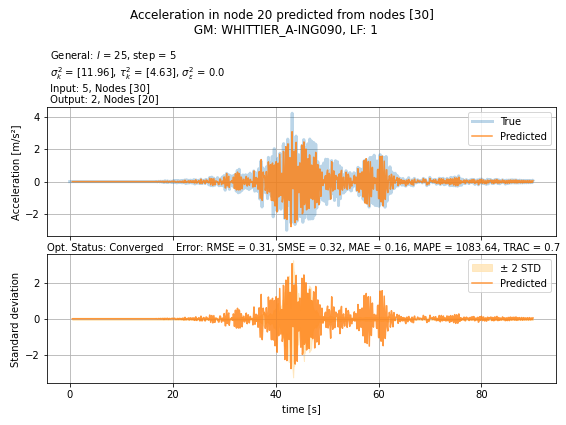 Acceleration in node 20 predicted from nodes [30]
GM: WHITTIER_A-ING090, LF: 1
General: l = 25, step = 5
σ²ₖ = [11.96], τ²ₖ = [4.63], σ²ε = 0.0
Input: 5, Nodes [30]
Output: 2, Nodes [20]
Acceleration [m/s²]
4
2
0
−2
True
Predicted
Opt. Status: Converged Error: RMSE = 0.31, SMSE = 0.32, MAE = 0.16, MAPE = 1083.64, TRAC = 0.7
Standard deviation
2
0
−2
± 2 STD
Predicted
0 20 40 60 80
time [s]